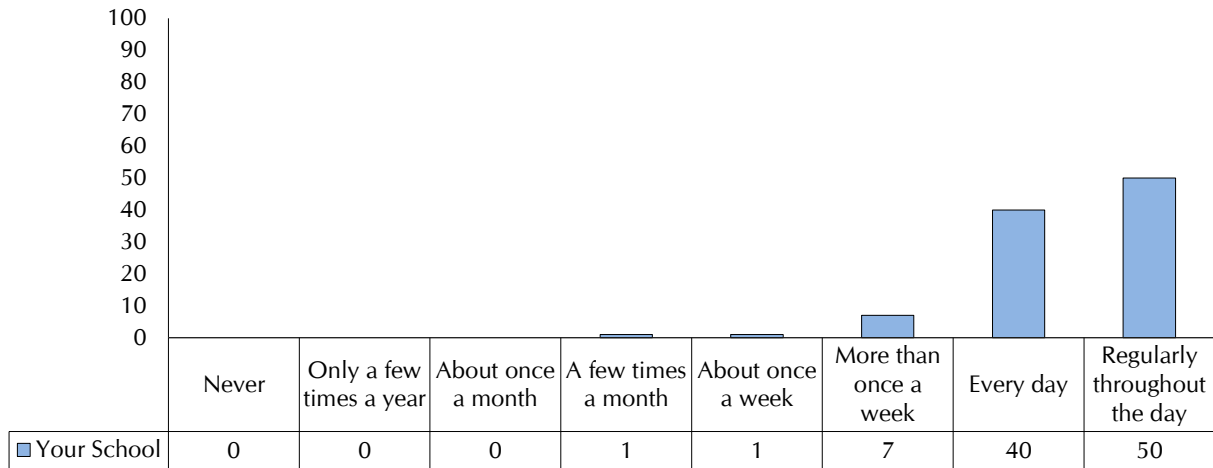 100
90
80
70
60
50
40
30
20
10
0
Never
Only a few
times a year
About once
a month
A few times
a month
About once
a week
More than
once a
week
Every day
Regularly
throughout
the day
Your School 0 0 0 1 1 7 40 50